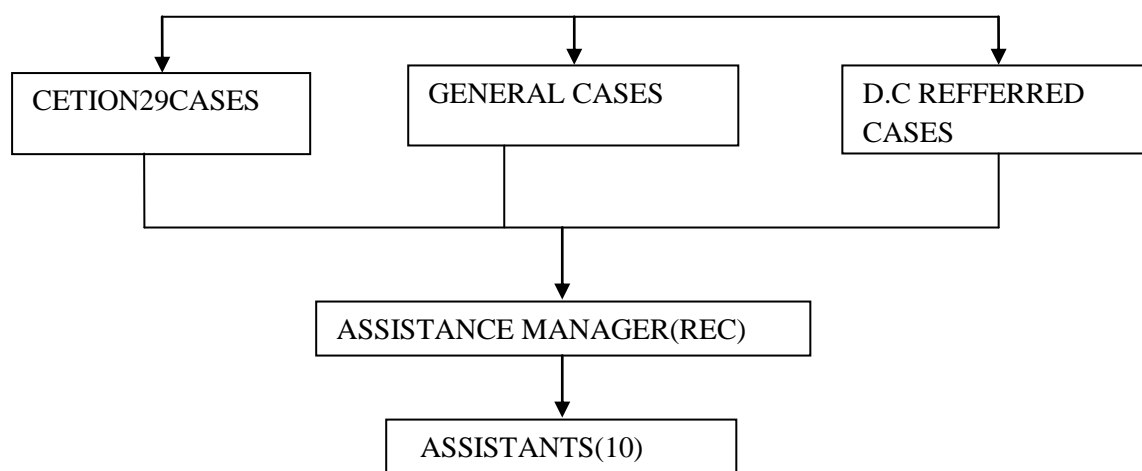 CETION29CASES
GENERAL CASES
D.C REFFERRED
CASES
ASSISTANCE MANAGER(REC)
ASSISTANTS(10)